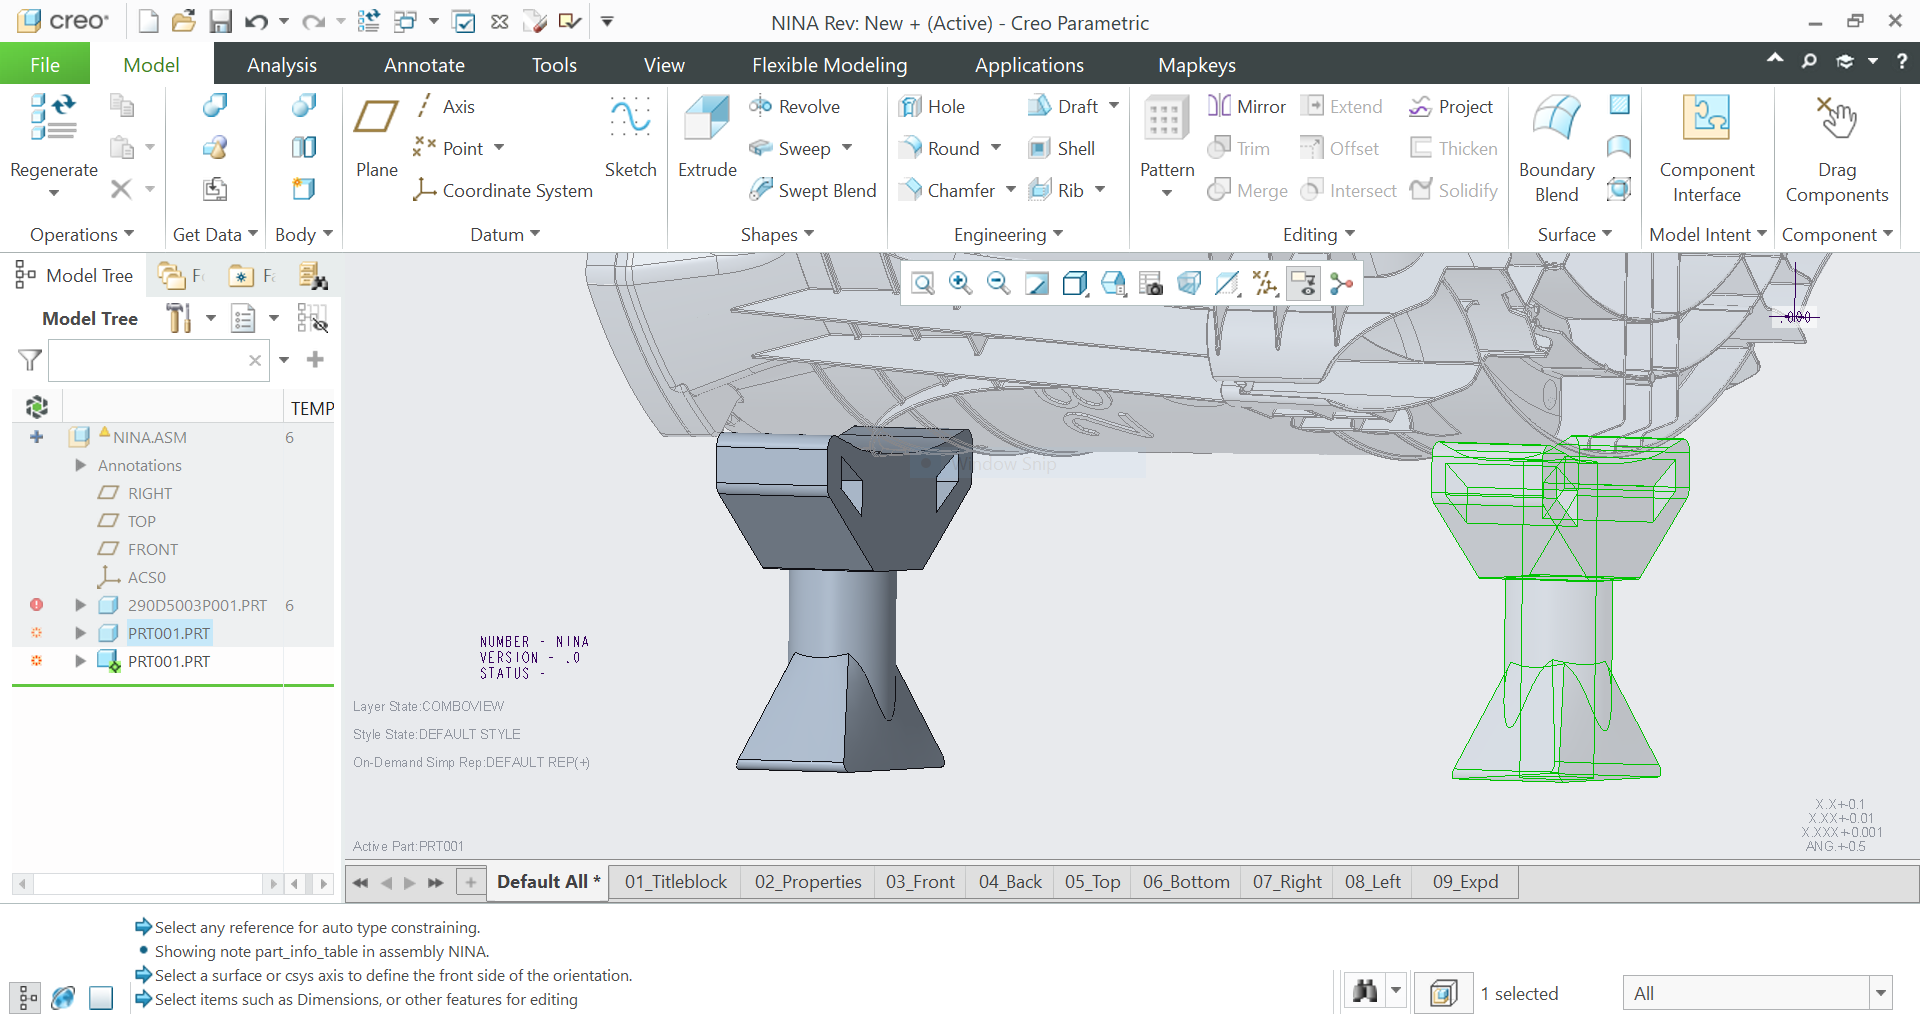 creo®
NINA Rev: New + (Active) - Creo Parametric
File
Model
Analysis
Annotate
Tools
View
Flexible Modeling
Applications
Mapkeys
Regenerate
Operations
Get Data
Body
Plane
Axis
Point
Coordinate System
Sketch
Datum
Extrude
Revolve
Sweep
Swept Blend
Shapes
Hole
Round
Chamfer
Draft
Shell
Rib
Engineering
Pattern
Mirror
Trim
Merge
Extend
Offset
Intersect
Project
Thicken
Solidify
Editing
Boundary
Blend
Surface
Component
Interface
Model Intent
Drag
Components
Component
Model Tree
Model Tree
TEMP
NINA.ASM 6
Annotations
RIGHT
TOP
FRONT
ACS0
290D5003P001.PRT 6
PRT001.PRT
PRT001.PRT
Window Snip
NUMBER - NINA
VERSION - .0
STATUS -
Layer State:COMBOVIEW
Style State:DEFAULT STYLE
On-Demand Simp Rep:DEFAULT REP(+)
Active Part:PRT001
X.X+-0.1
X.XX+-0.01
X.XXX+-0.001
ANG.+-0.5
Default All *
01_Titleblock
02_Properties
03_Front
04_Back
05_Top
06_Bottom
07_Right
08_Left
09_Expd
Select any reference for auto type constraining.
Showing note part_info_table in assembly NINA.
Select a surface or csys axis to define the front side of the orientation.
Select items such as Dimensions, or other features for editing
1 selected
All